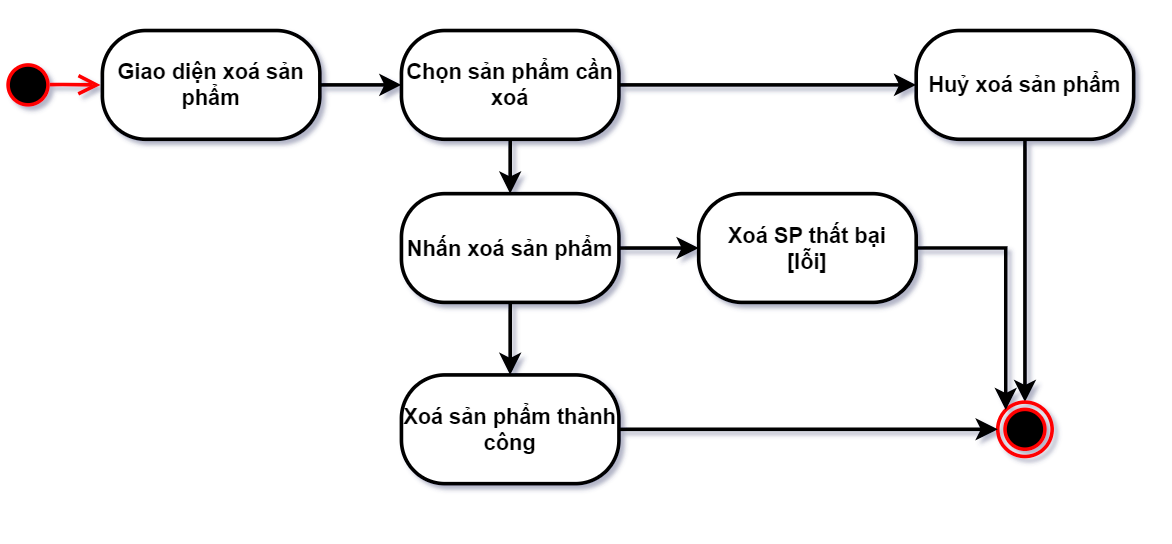 Giao diện xoá sản
phẩm
Chọn sản phẩm cần
xoá
Huỷ xoá sản phẩm
Nhấn xoá sản phẩm
Xoá SP thất bại
[lỗi]
Xoá sản phẩm thành
công